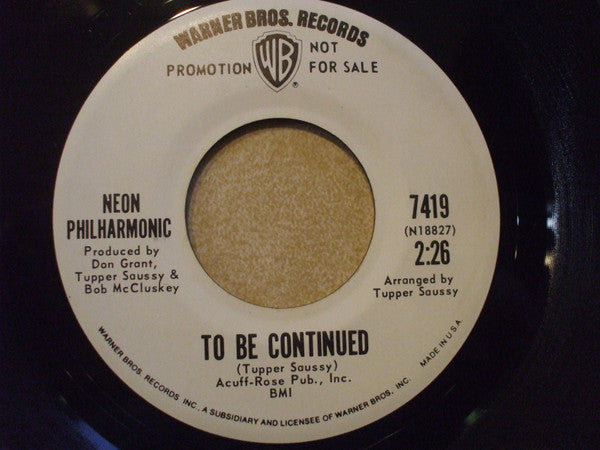 WARNER BROS. RECORDS
PROMOTION WB NOT FOR SALE
®
NEON
PHILHARMONIC
Produced by
Don Grant,
Tupper Saussy &
Bob McCluskey
7419
(N18827)
2:26
Arranged by
Tupper Saussy
TO BE CONTINUED
(Tupper Saussy)
Acuff-Rose Pub., Inc.
BMI
WARNER BROS. RECORDS INC., A SUBSIDIARY AND LICENSEE OF WARNER BROS. INC.
MADE IN U.S.A.